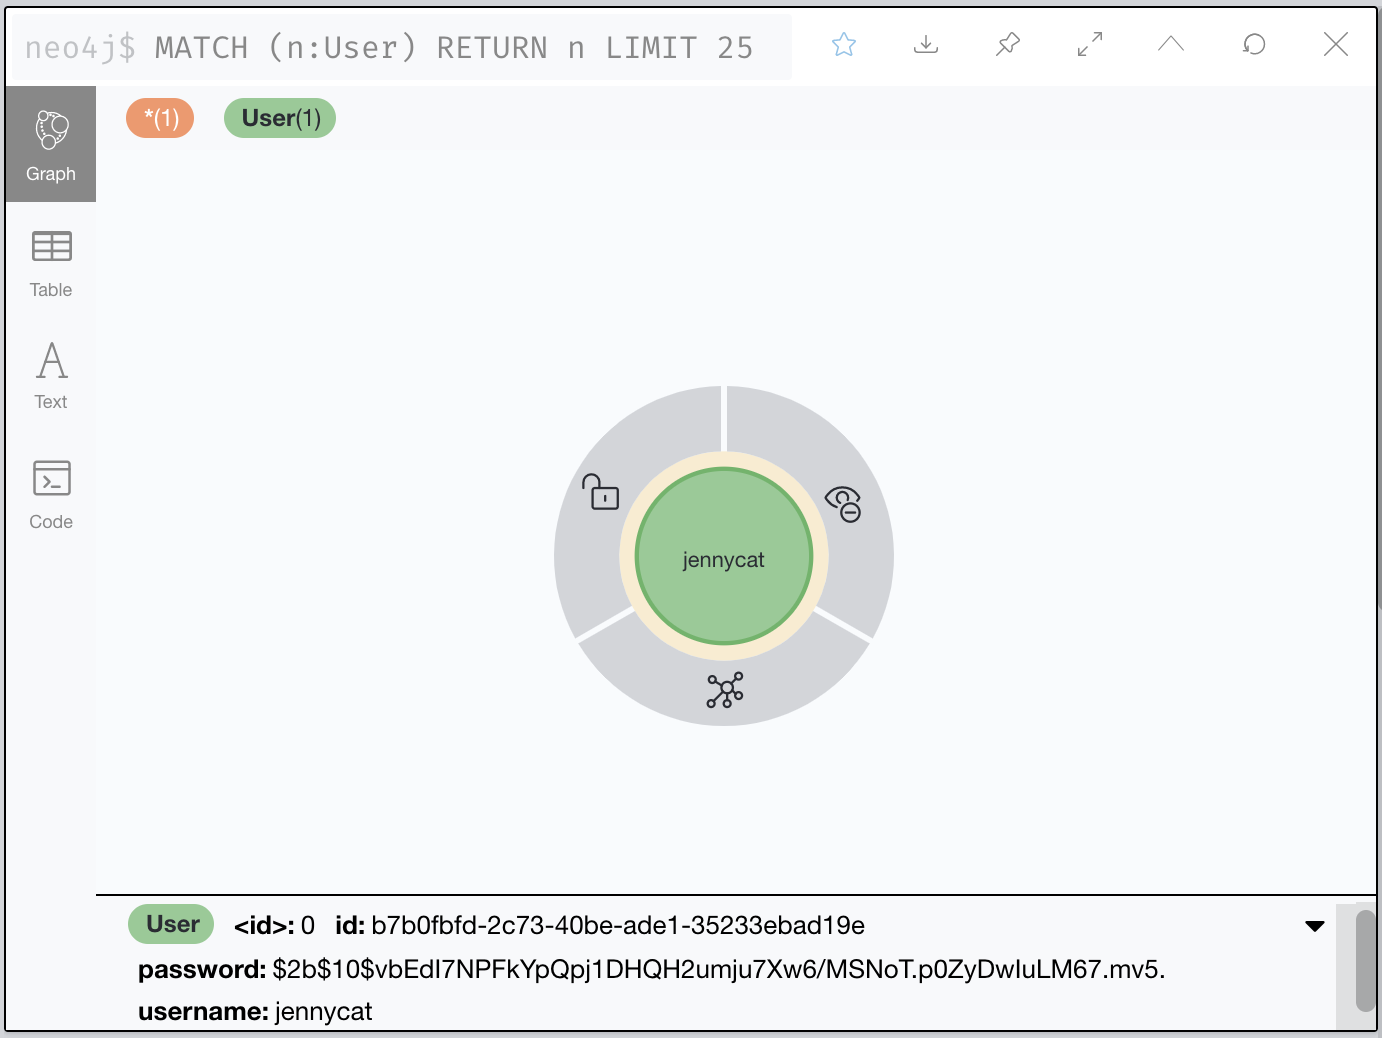 neo4j$ MATCH (n:User) RETURN n LIMIT 25
*(1) User(1)
Graph
Table
Text
Code
jennycat
User <id>: 0 id: b7b0fbfd-2c73-40be-ade1-35233ebad19e
password: $2b$10$vbEdI7NPFkYpQpj1DHQH2umju7Xw6/MSNoT.p0ZyDwIuLM67.mv5.
username: jennycat